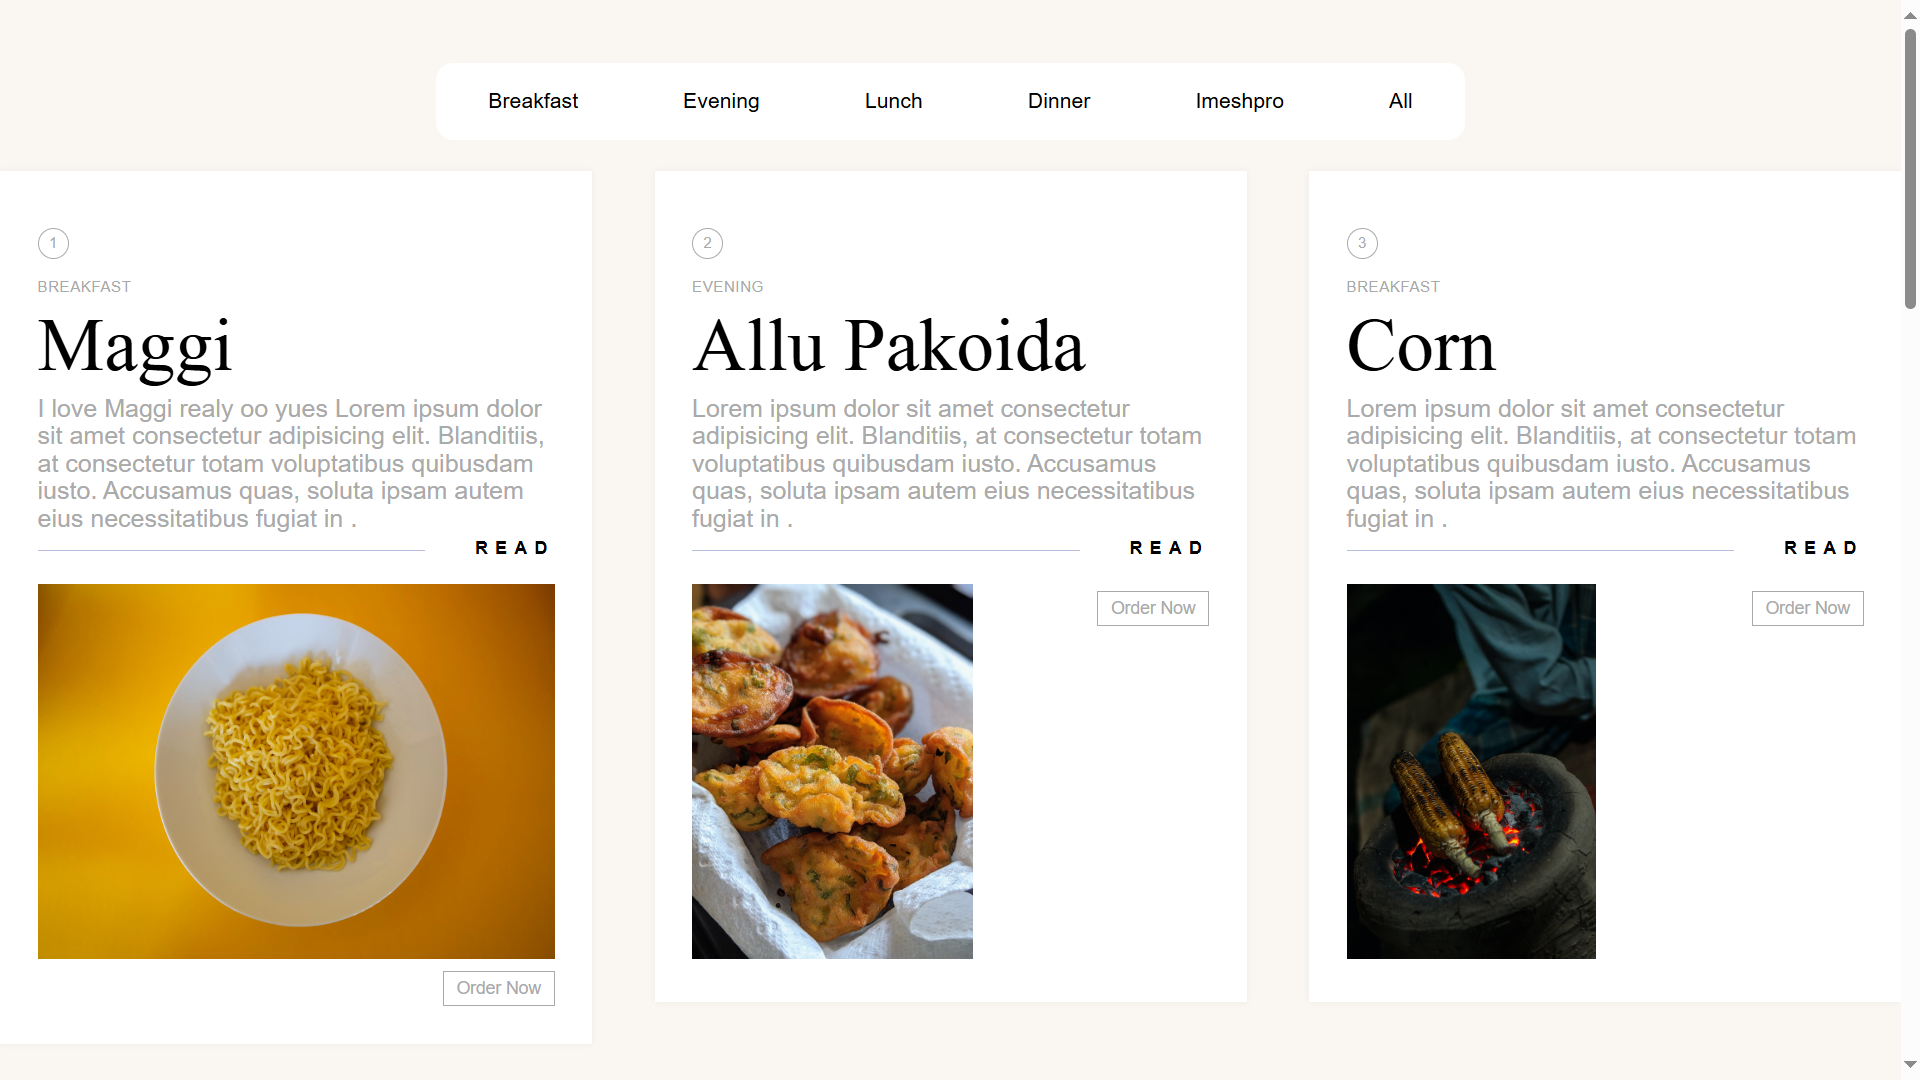 Breakfast Evening Lunch Dinner Imeshpro All
1
BREAKFAST
Maggi
I love Maggi realy oo yues Lorem ipsum dolor
sit amet consectetur adipisicing elit. Blanditiis,
at consectetur totam voluptatibus quibusdam
iusto. Accusamus quas, soluta ipsam autem
eius necessitatibus fugiat in .
READ
Order Now
2
EVENING
Allu Pakoida
Lorem ipsum dolor sit amet consectetur
adipisicing elit. Blanditiis, at consectetur totam
voluptatibus quibusdam iusto. Accusamus
quas, soluta ipsam autem eius necessitatibus
fugiat in .
READ
Order Now
3
BREAKFAST
Corn
Lorem ipsum dolor sit amet consectetur
adipisicing elit. Blanditiis, at consectetur totam
voluptatibus quibusdam iusto. Accusamus
quas, soluta ipsam autem eius necessitatibus
fugiat in .
READ
Order Now